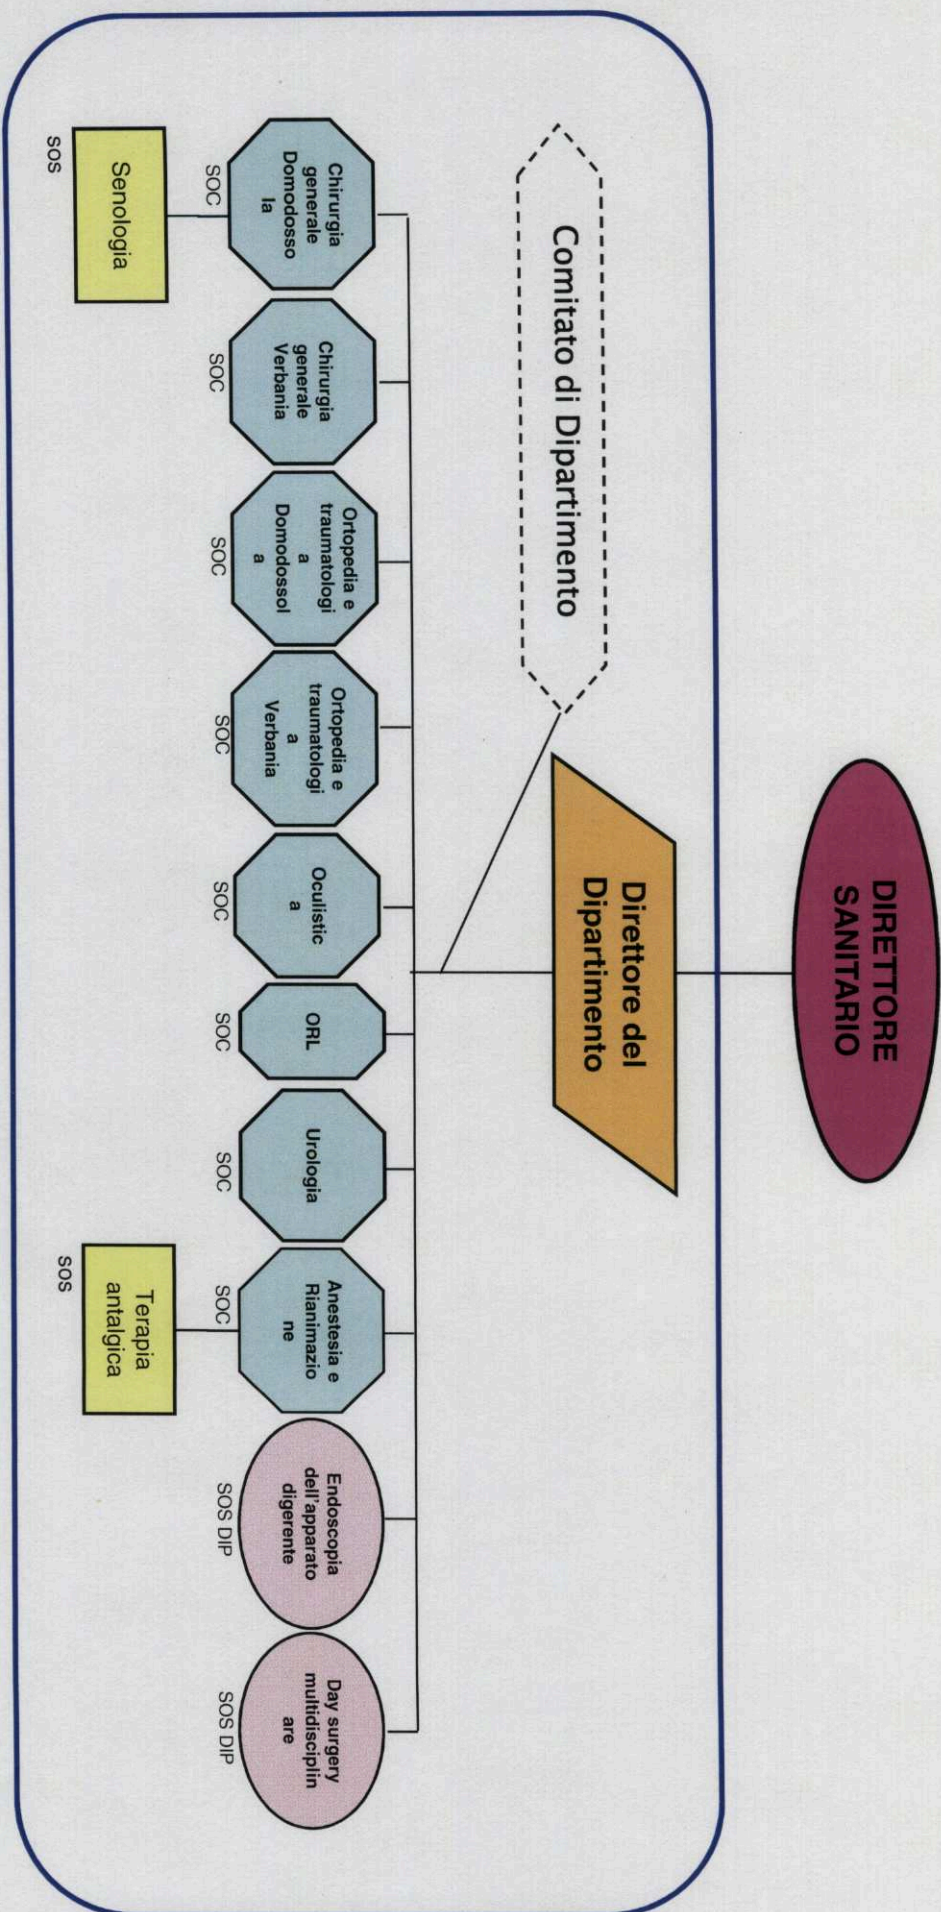 DIRETTORE
SANITARIO
Direttore del
Dipartimento
Comitato di Dipartimento
Chirurgia
generale
Domodosso
la
SOC
Chirurgia
generale
Verbania
SOC
Ortopedia e
traumatologi
a
Domodossol
a
SOC
Ortopedia e
traumatologi
a
Verbania
SOC
Oculistic
a
SOC
ORL
SOC
Urologia
SOC
Anestesia e
Rianimazio
ne
SOC
Endoscopia
dell'apparato
digerente
SOS DIP
Day surgery
multidisciplin
are
SOS DIP
Senologia
SOS
Terapia
antalgica
SOS